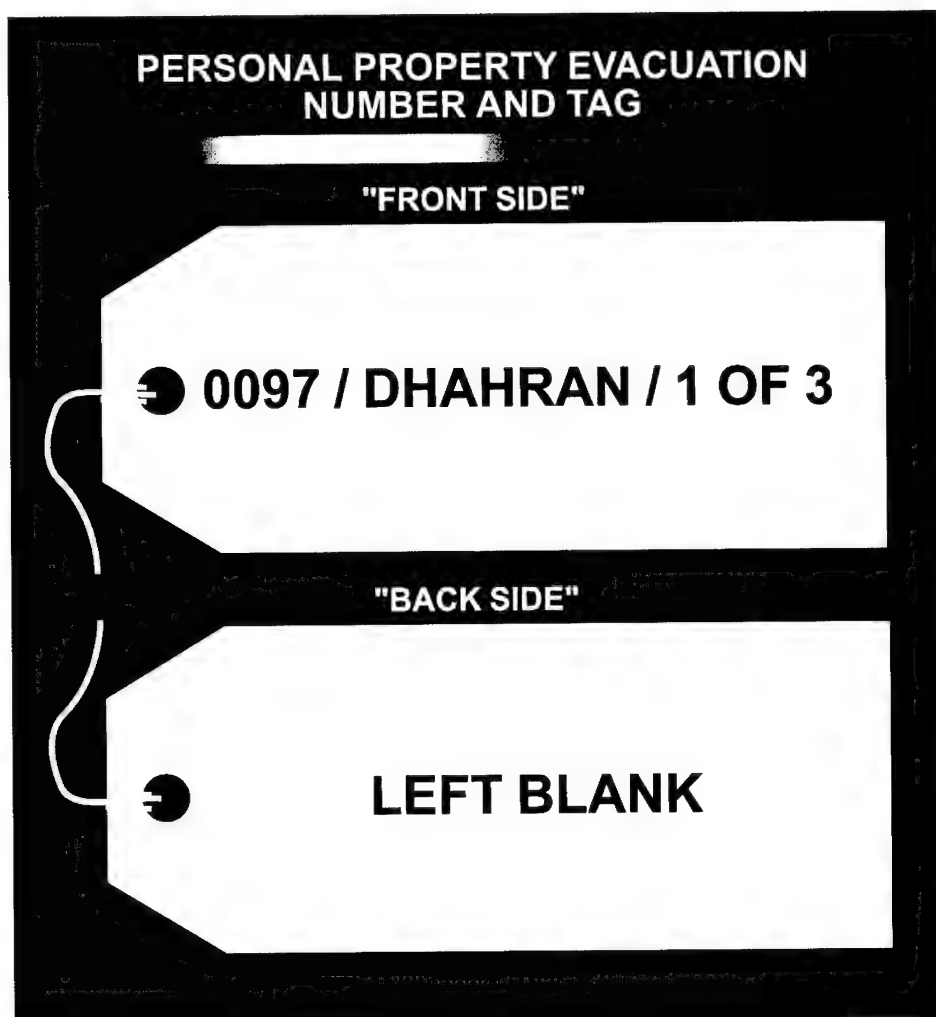 PERSONAL PROPERTY EVACUATION
NUMBER AND TAG
"FRONT SIDE"
0097 / DHAHRAN / 1 OF 3
"BACK SIDE"
LEFT BLANK